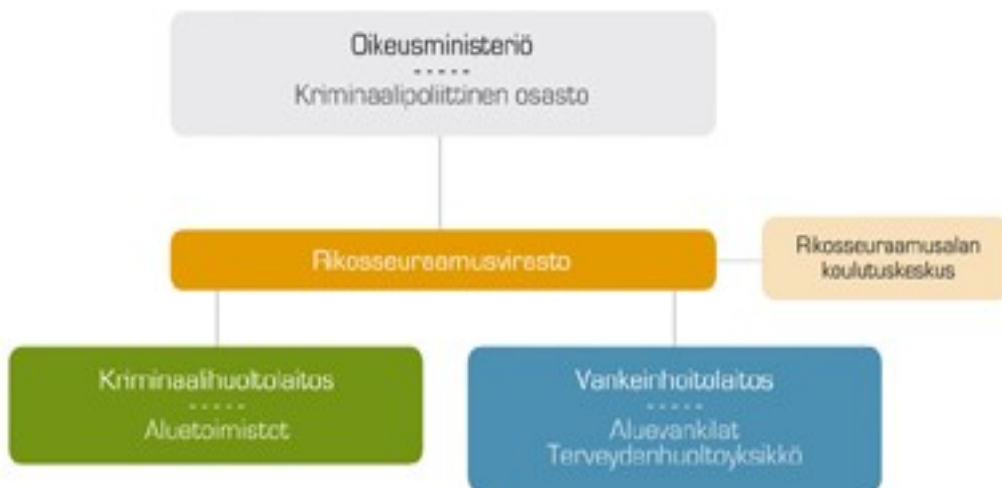 Oikeusministeriö
-----
Kriminaalipoliittinen osasto
Rikosseuraamusvirasto
Rikosseuraamusalan
koulutuskeskus
Kriminaalihuoltolaitos
-----
Aluetoimistot
Vankeinhoitolaitos
-----
Aluevankilat
Terveydenhuoltoyksikkö